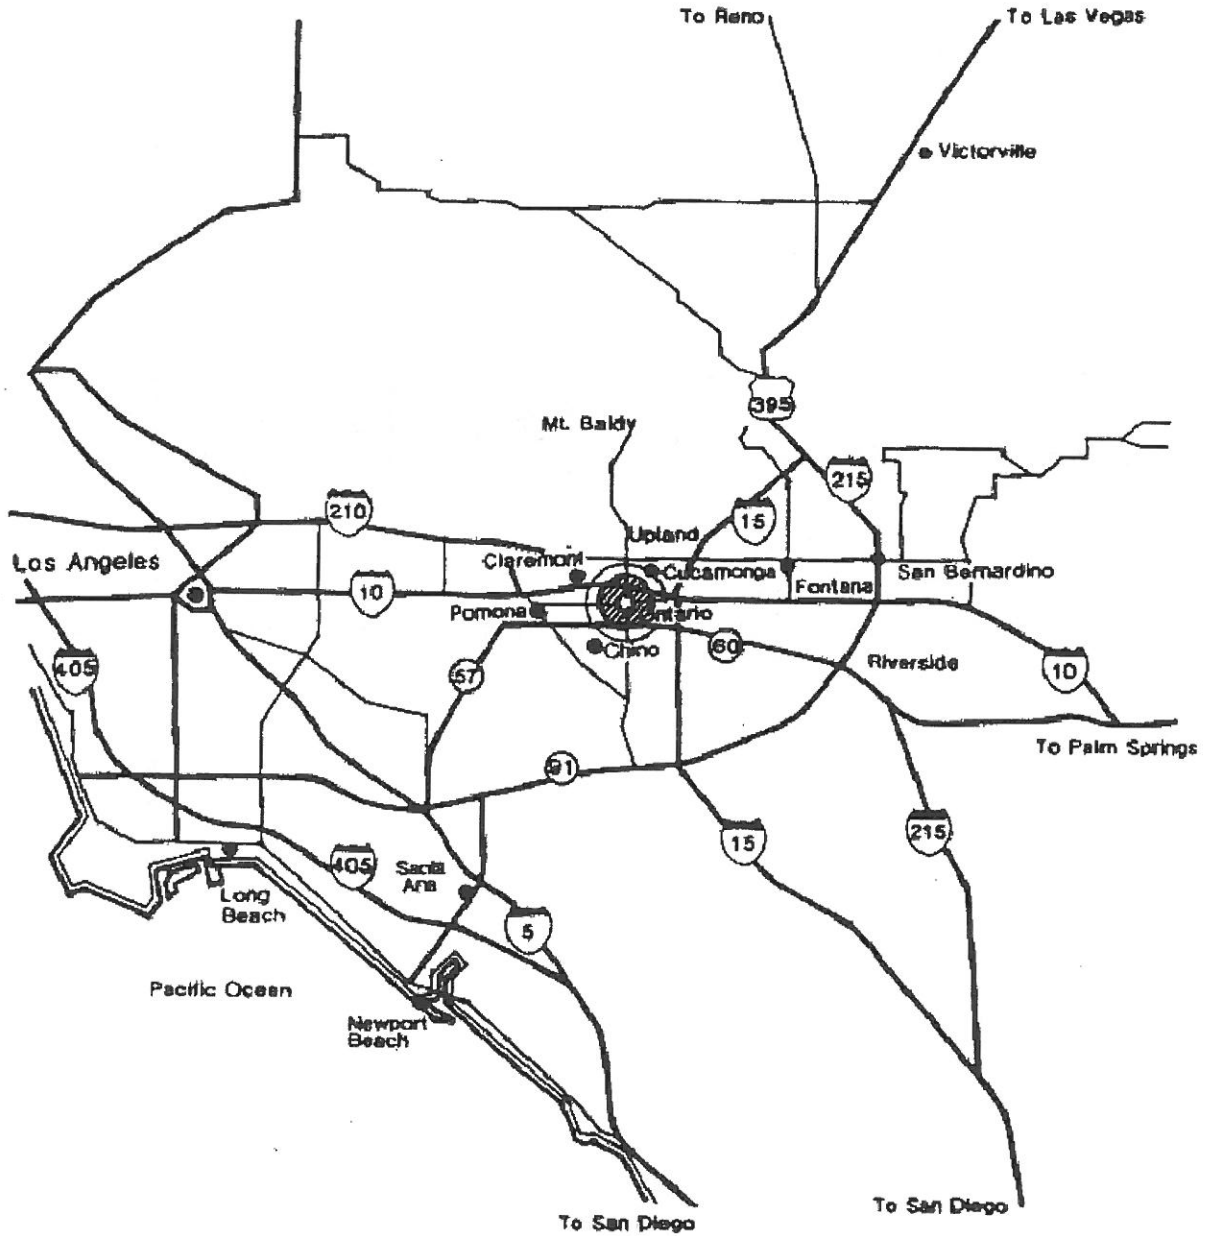 To Reno
To Las Vegas
Victorville
395
Mt. Baldy
215
210
15
Upland
Los Angeles
Claremont
Cucamonga
San Bernardino
10
Fontana
Pomona
Ontario
60
Chino
405
57
Riverside
10
To Palm Springs
91
15
215
405
Santa
Ana
Long
Beach
5
Pacific Ocean
Newport
Beach
To San Diego
To San Diego